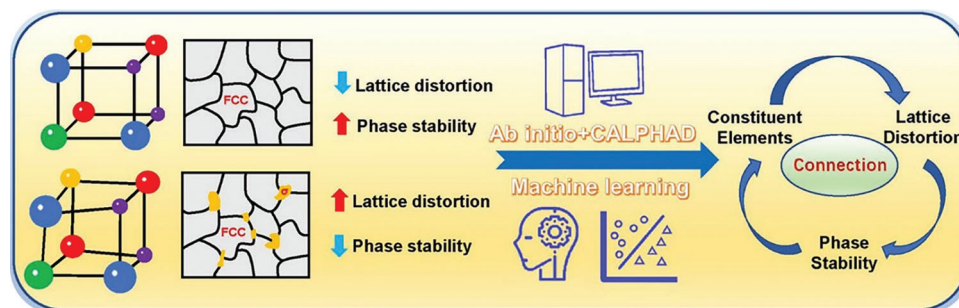 FCC
Lattice distortion
Phase stability
FCC
σ
Lattice distortion
Phase stability
Ab initio+CALPHAD
Machine learning
Constituent
Elements
Lattice
Distortion
Connection
Phase
Stability